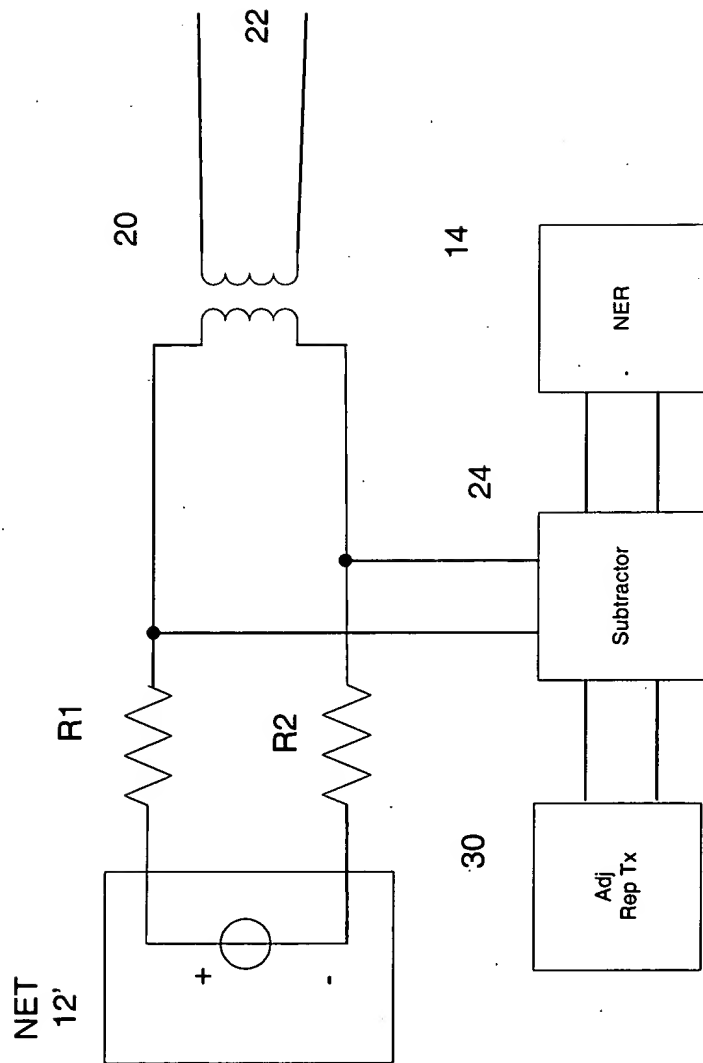 NET
12'
+
-
R1
R2
20
22
30
Adj
Rep Tx
24
Subtractor
14
NER